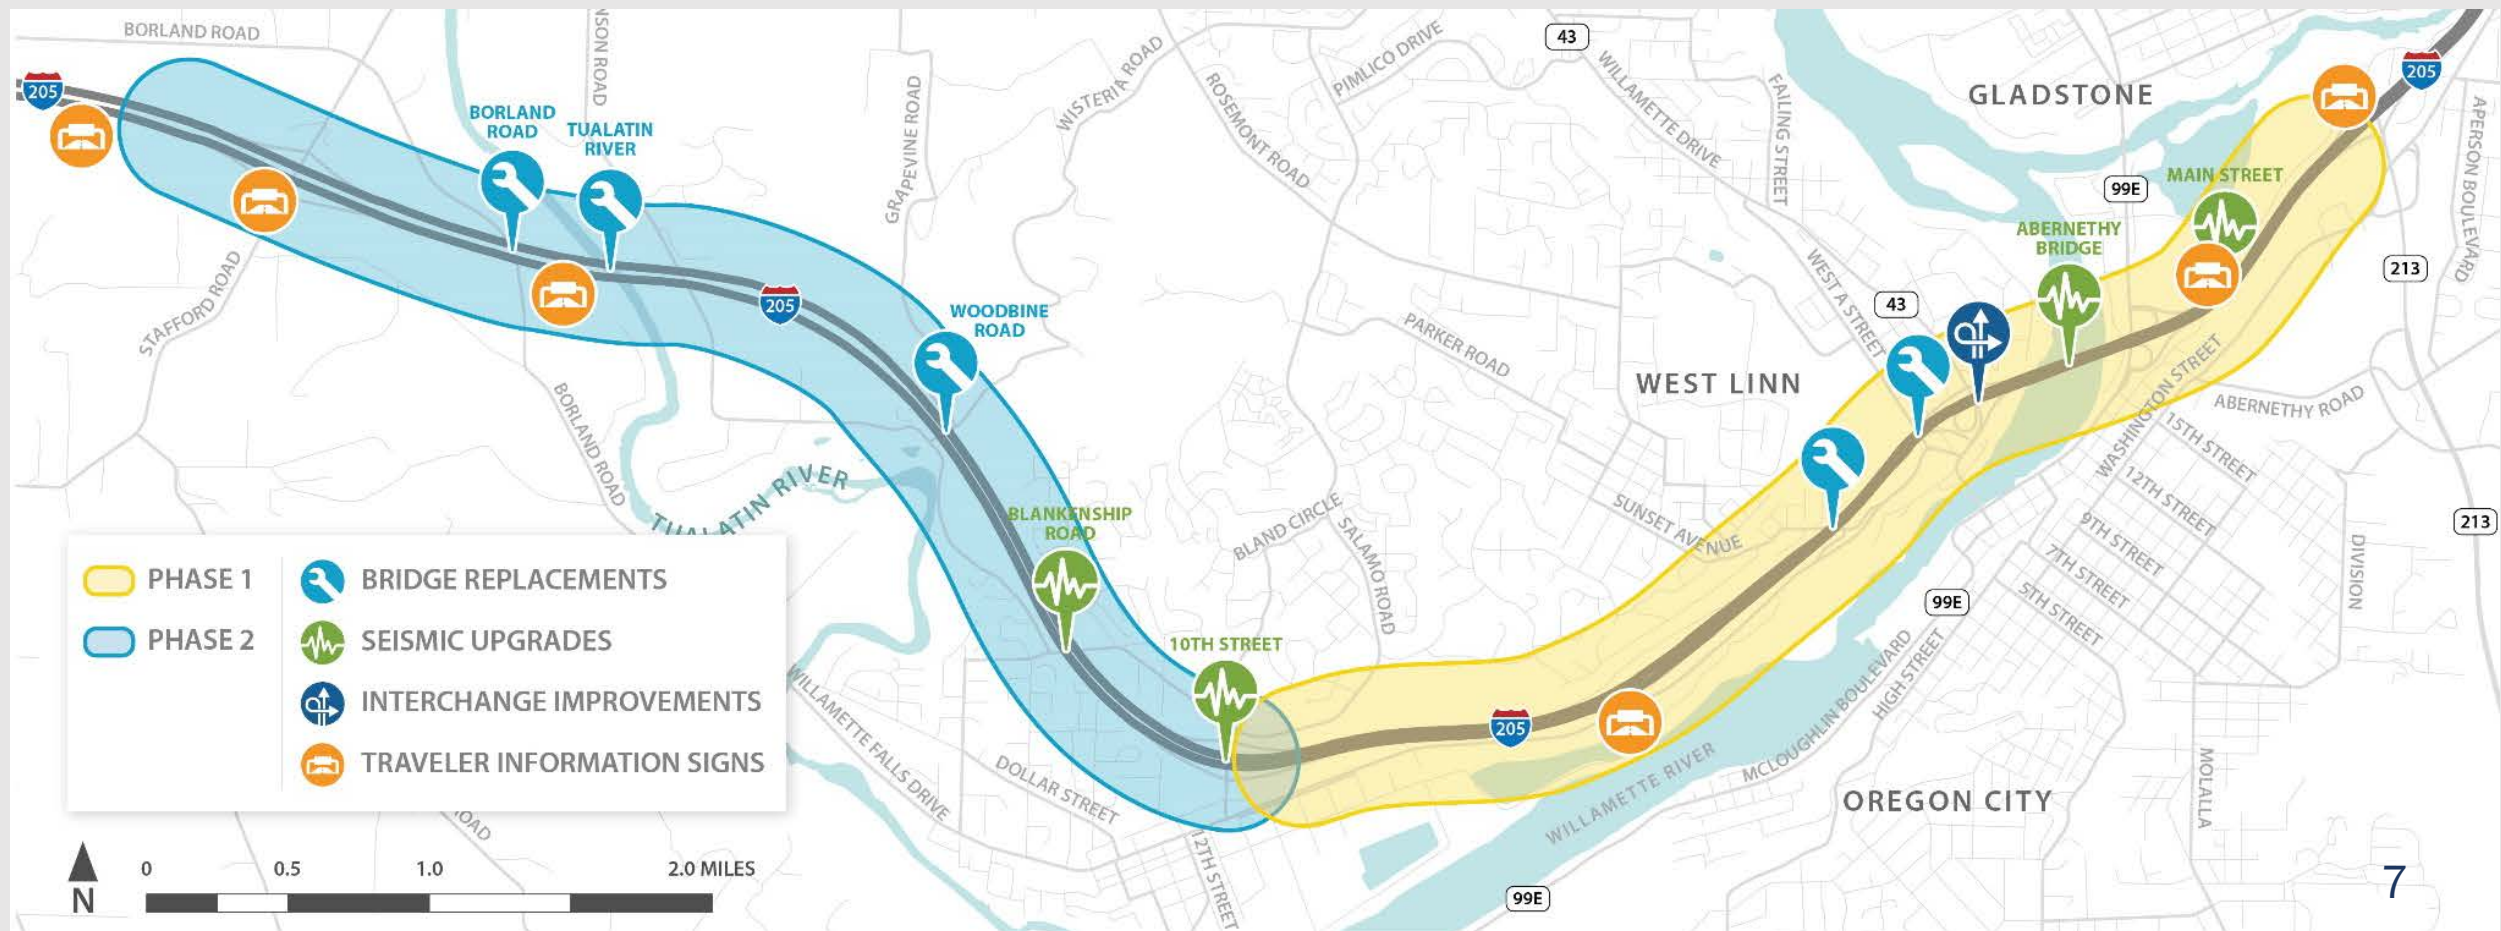 BORLAND ROAD
NSON ROAD
205
BORLAND
ROAD
TUALATIN
RIVER
GRAPEVINE ROAD
WISTERIA ROAD
ROSEMONT ROAD
PIMLICO DRIVE
43
WILLAMETTE DRIVE
FAILING STREET
GLADSTONE
205
APERSON BOULEVARD
99E
MAIN STREET
ABERNETHY
BRIDGE
213
STAFFORD ROAD
205
WOODBINE
ROAD
PARKER ROAD
WEST A STREET
43
WEST LINN
WASHINGTON STREET
ABERNETHY ROAD
15TH STREET
12TH STREET
9TH STREET
7TH STREET
5TH STREET
DIVISION
213
BORLAND ROAD
TUALATIN RIVER
BLANKENSHIP
ROAD
BLAND CIRCLE
SALAMO ROAD
SUNSET AVENUE
99E
10TH STREET
205
WILLAMETTE RIVER
MCLOUGHLIN BOULEVARD
HIGH STREET
OREGON CITY
MOLALLA
WILLAMETTE FALLS DRIVE
DOLLAR STREET
12TH STREET
99E
PHASE 1
PHASE 2
BRIDGE REPLACEMENTS
SEISMIC UPGRADES
INTERCHANGE IMPROVEMENTS
TRAVELER INFORMATION SIGNS
OAD
N
0 0.5 1.0 2.0 MILES
7